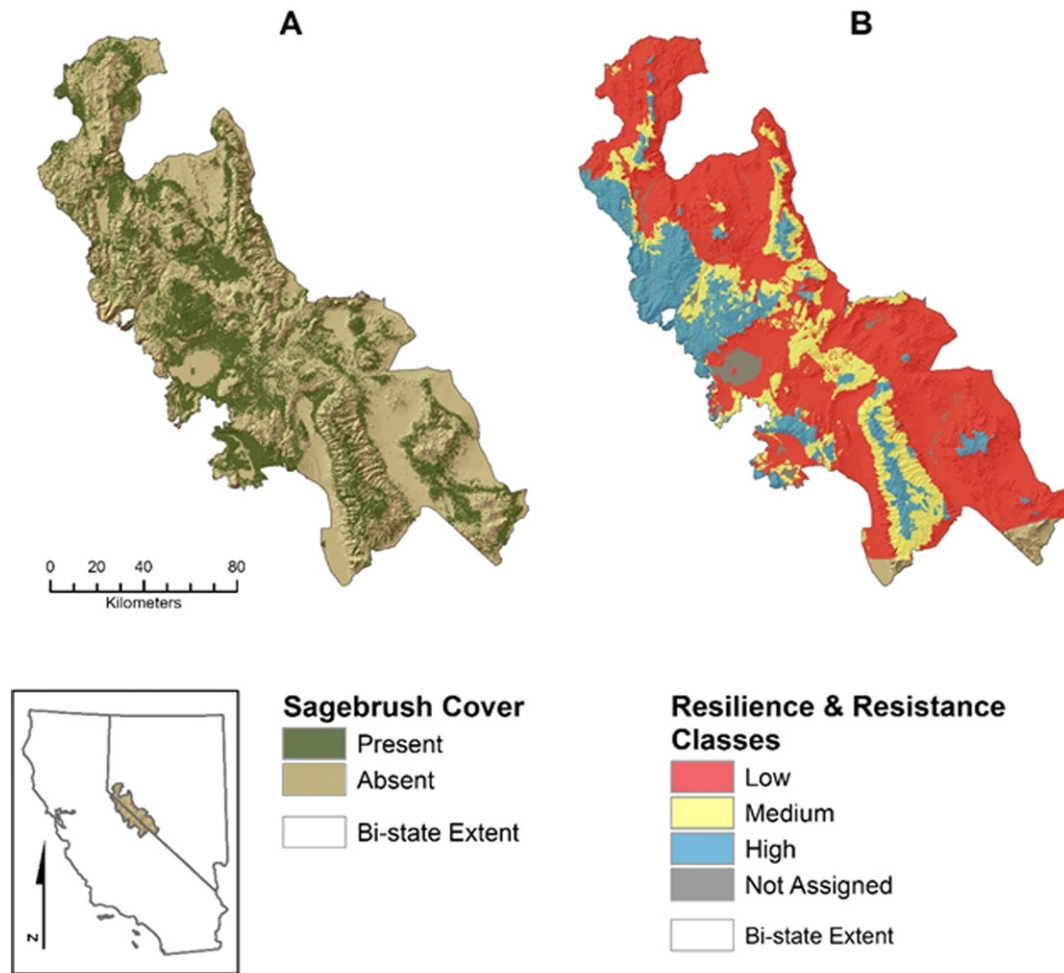 A
B
0 20 40 60 80
Kilometers
Sagebrush Cover
Present
Absent
Bi-state Extent
Resilience & Resistance
Classes
Low
Medium
High
Not Assigned
Bi-state Extent
N